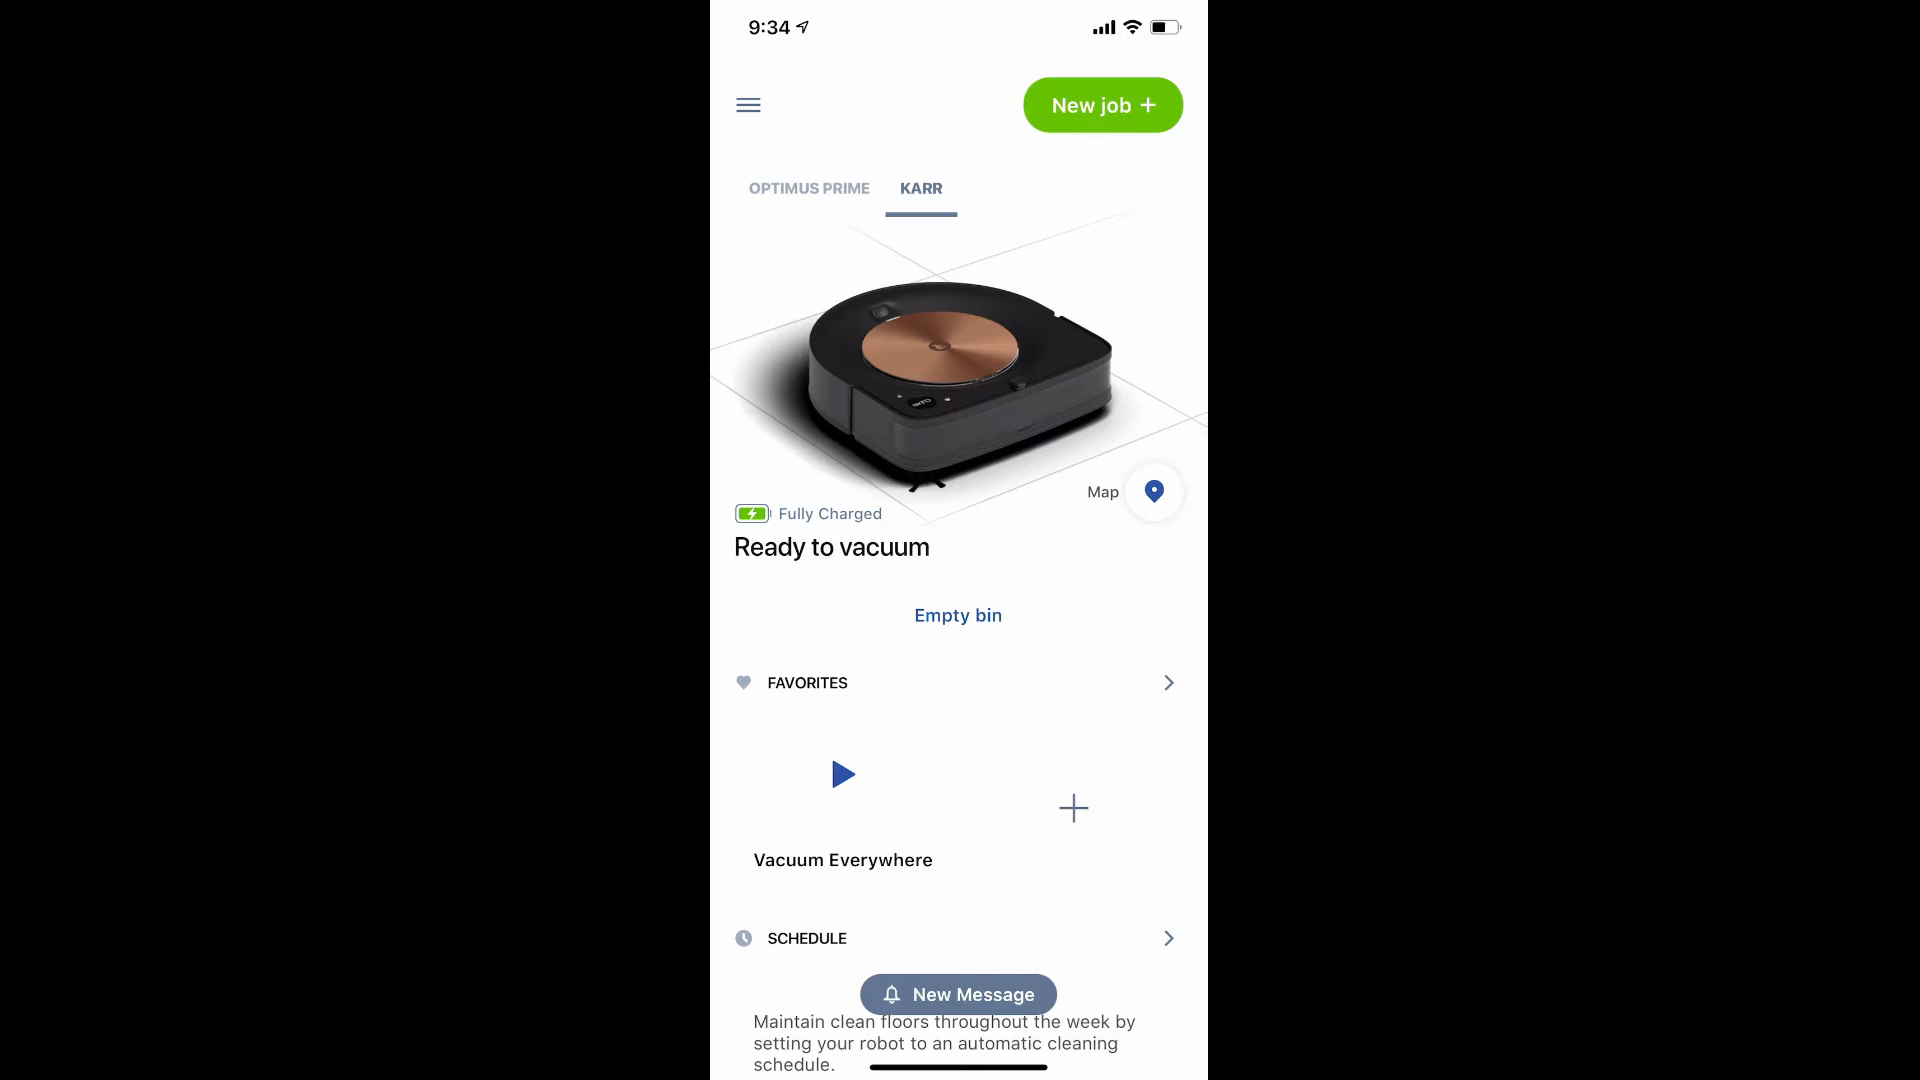 9:34
New job +
OPTIMUS PRIME KARR
Map
Fully Charged
Ready to vacuum
Empty bin
FAVORITES
Vacuum Everywhere
SCHEDULE
New Message
Maintain clean floors throughout the week by
setting your robot to an automatic cleaning
schedule.